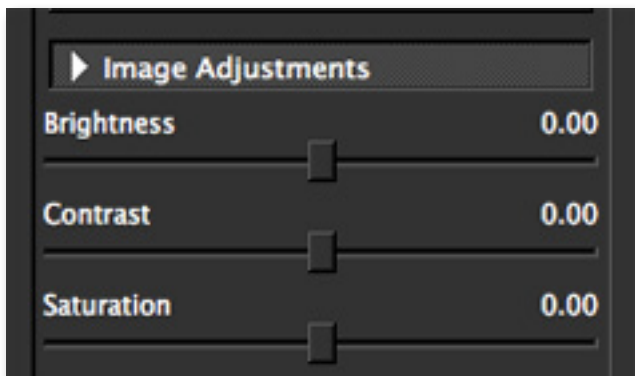 Image Adjustments
Brightness 0.00
Contrast 0.00
Saturation 0.00